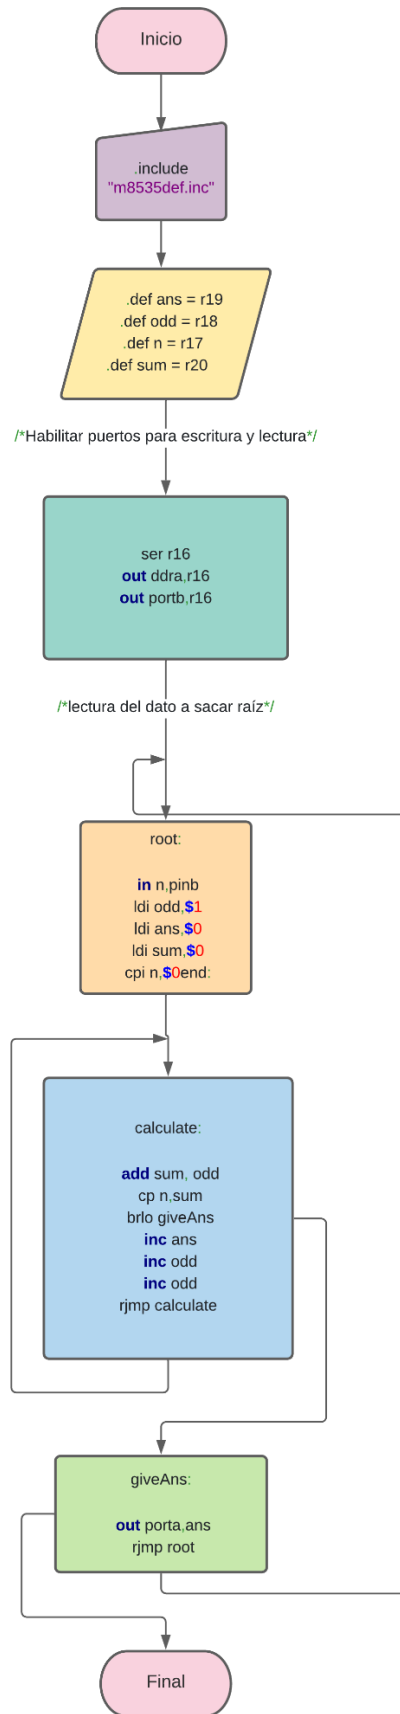 Inicio
.include
"m8535def.inc"
.def ans = r19
.def odd = r18
.def n = r17
.def sum = r20
/*Habilitar puertos para escritura y lectura*/
ser r16
out ddra,r16
out portb,r16
/*lectura del dato a sacar raíz*/
root:
in n,pinb
ldi odd,$1
ldi ans,$0
ldi sum,$0
cpi n,$0end:
calculate:
add sum, odd
cp n,sum
brlo giveAns
inc ans
inc odd
inc odd
rjmp calculate
giveAns:
out porta,ans
rjmp root
Final